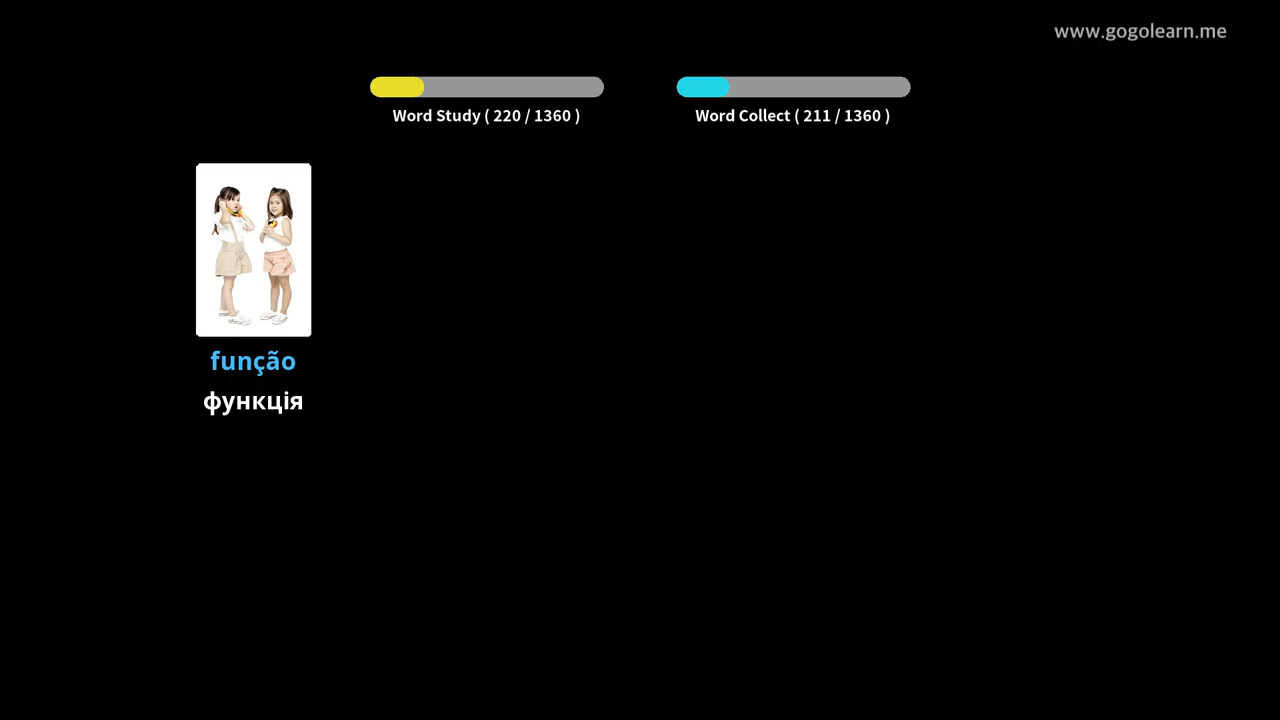 www.gogolearn.me
Word Study ( 220 / 1360 )
Word Collect ( 211 / 1360 )
função
функція